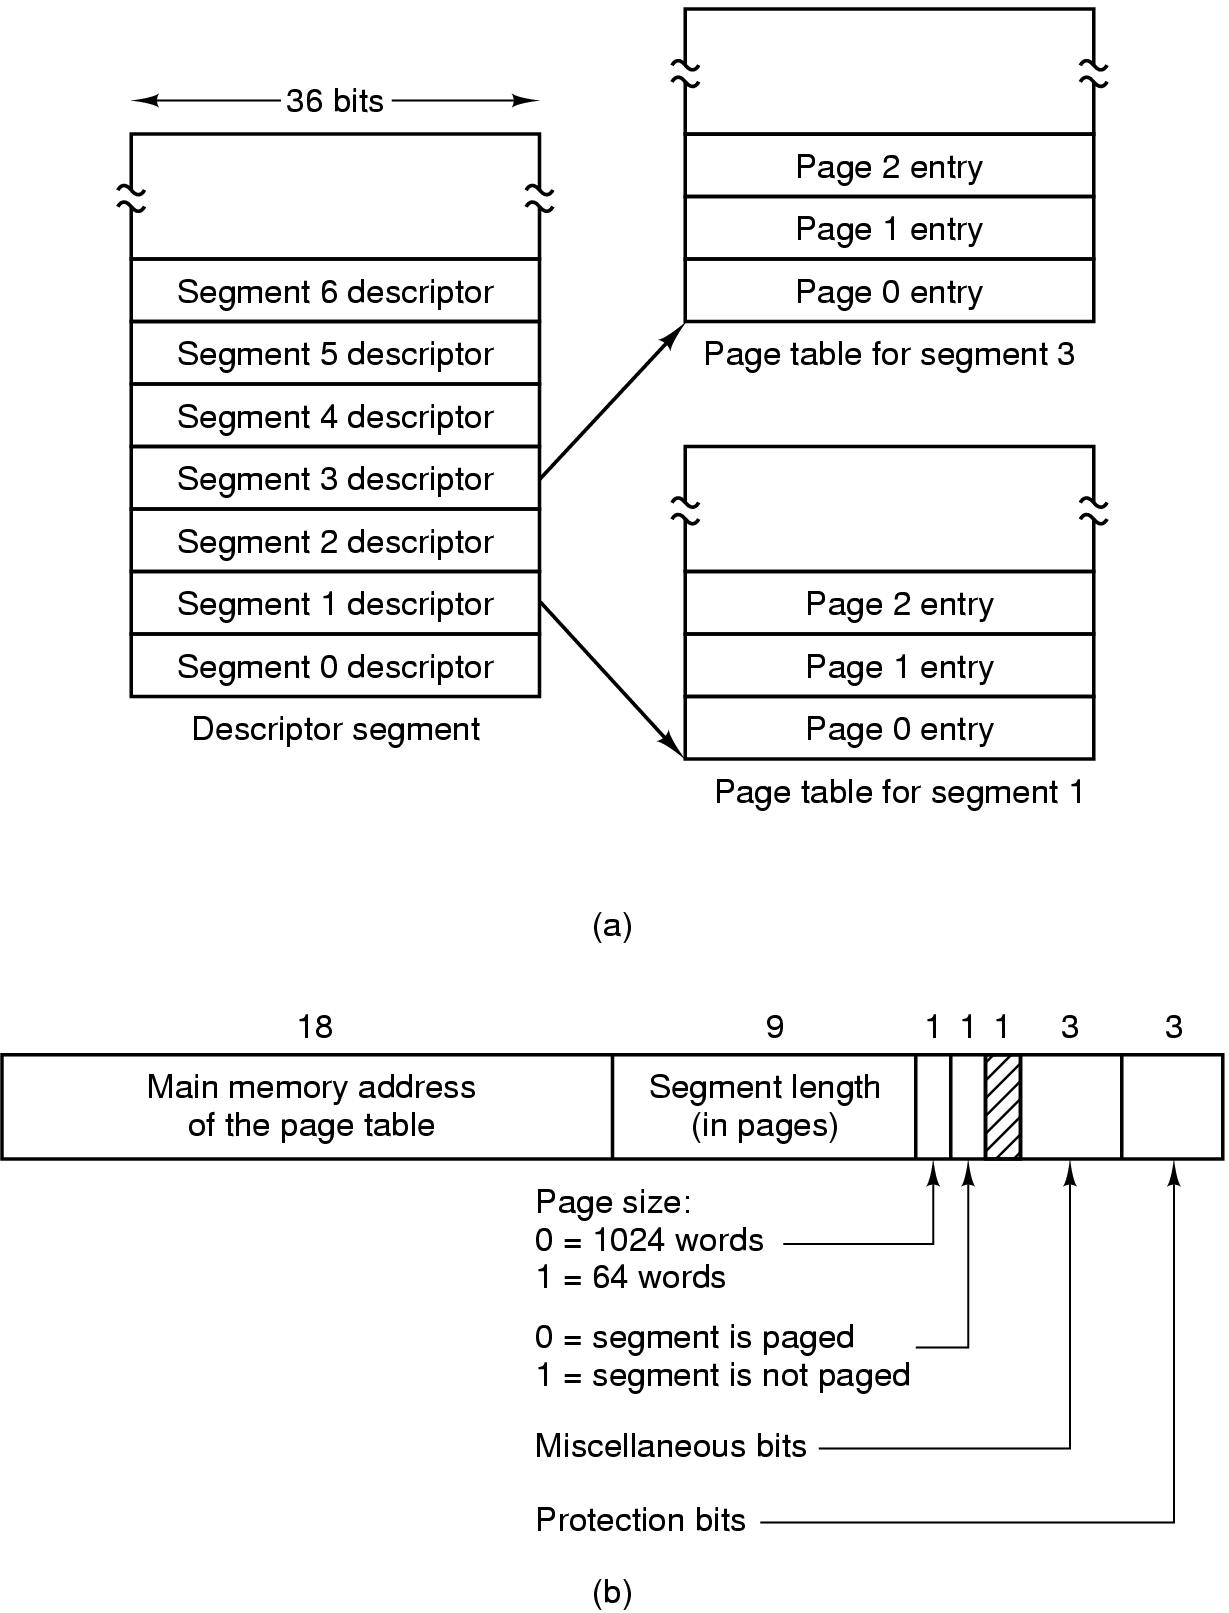 36 bits
Segment 6 descriptor
Segment 5 descriptor
Segment 4 descriptor
Segment 3 descriptor
Segment 2 descriptor
Segment 1 descriptor
Segment 0 descriptor
Descriptor segment
Page 2 entry
Page 1 entry
Page 0 entry
Page table for segment 3
Page 2 entry
Page 1 entry
Page 0 entry
Page table for segment 1
(a)
18 9 1 1 1 3 3
Main memory address
of the page table
Segment length
(in pages)
Page size:
0 = 1024 words
1 = 64 words
0 = segment is paged
1 = segment is not paged
Miscellaneous bits
Protection bits
(b)